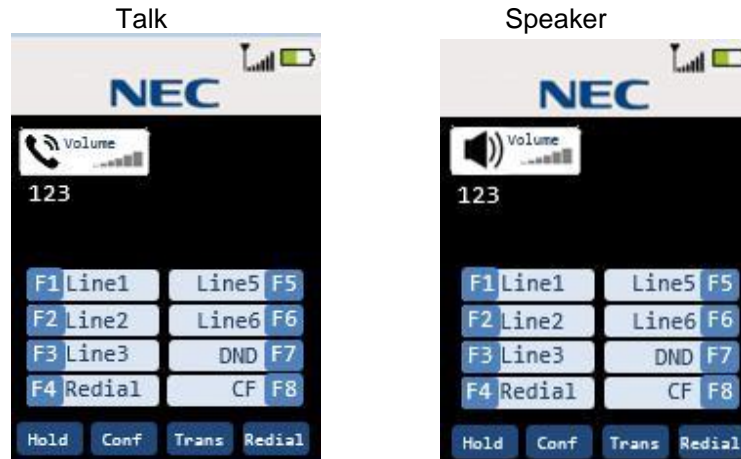 Talk
NEC
Volume
123
F1 Line1 Line5 F5
F2 Line2 Line6 F6
F3 Line3 DND F7
F4 Redial CF F8
Hold Conf Trans Redial
Speaker
NEC
Volume
123
F1 Line1 Line5 F5
F2 Line2 Line6 F6
F3 Line3 DND F7
F4 Redial CF F8
Hold Conf Trans Redial